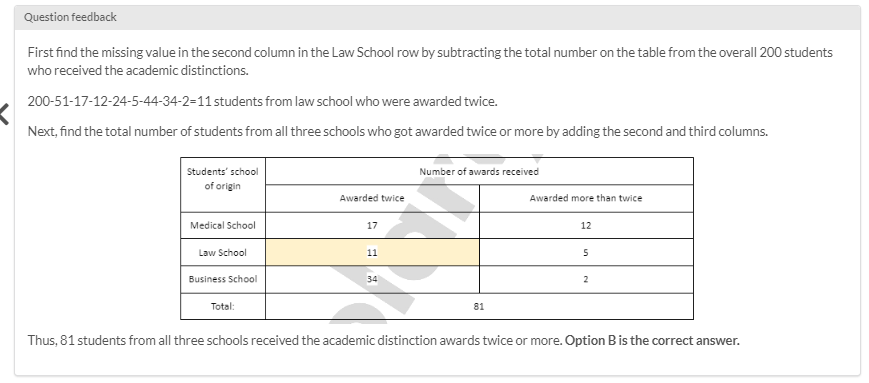 Question feedback
First find the missing value in the second column in the Law School row by subtracting the total number on the table from the overall 200 students
who received the academic distinctions.
200-51-17-12-24-5-44-34-2=11 students from law school who were awarded twice.
Next, find the total number of students from all three schools who got awarded twice or more by adding the second and third columns.
Students' school Number of awards received
of origin
Awarded twice Awarded more than twice
Medical School 17 12
Law School 11 5
Business School 34 2
Total: 81
Thus, 81 students from all three schools received the academic distinction awards twice or more. Option B is the correct answer.